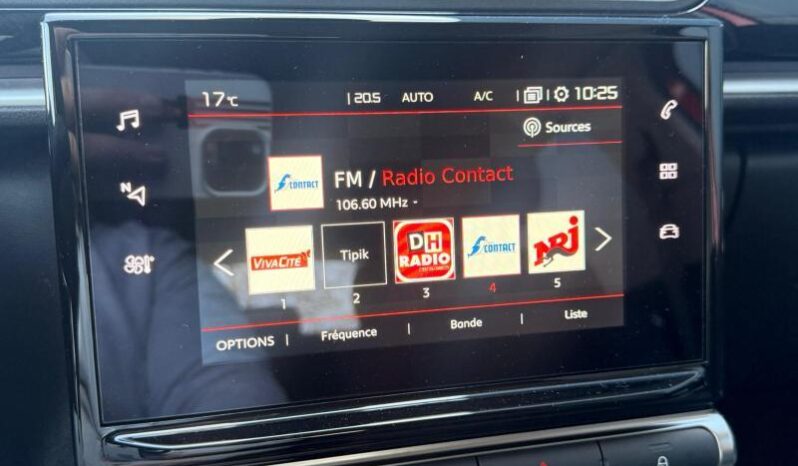 17°C | 20.5 AUTO A/C | | 10:25
Sources
CONTACT FM / Radio Contact
106.60 MHz
VIVACITÉ Tipik DH RADIO CONTACT NRJ
1 2 3 4 5
OPTIONS | Fréquence | Bande | Liste
N